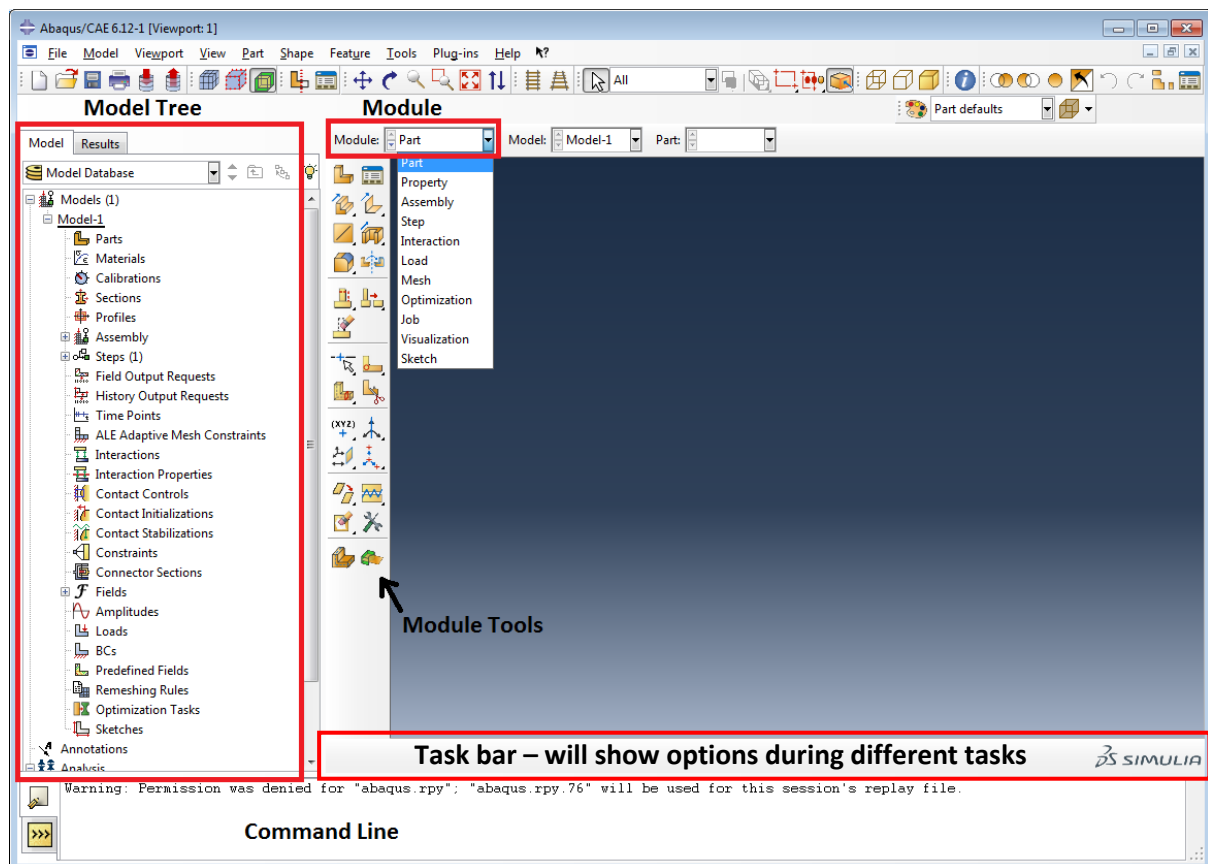 Abaqus/CAE 6.12-1 [Viewport: 1]
File Model Viewport View Part Shape Feature Tools Plug-ins Help
All
Model Tree
Module
Part defaults
Model Results
Module: Part Model: Model-1 Part:
Model Database
Models (1)
Model-1
Parts
Materials
Calibrations
Sections
Profiles
Assembly
Steps (1)
Field Output Requests
History Output Requests
Time Points
ALE Adaptive Mesh Constraints
Interactions
Interaction Properties
Contact Controls
Contact Initializations
Contact Stabilizations
Constraints
Connector Sections
Fields
Amplitudes
Loads
BCs
Predefined Fields
Remeshing Rules
Optimization Tasks
Sketches
Annotations
Analysis
Part
Property
Assembly
Step
Interaction
Load
Mesh
Optimization
Job
Visualization
Sketch
(XYZ)
Module Tools
Task bar – will show options during different tasks
SIMULIA
Warning: Permission was denied for "abaqus.rpy"; "abaqus.rpy.76" will be used for this session's replay file.
>>>
Command Line